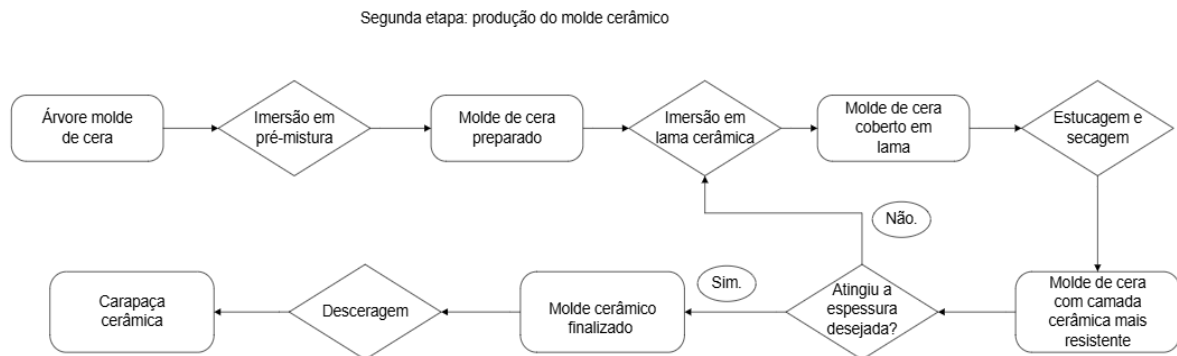 Segunda etapa: produção do molde cerâmico
Árvore molde
de cera
Imersão em
pré-mistura
Molde de cera
preparado
Imersão em
lama cerâmica
Molde de cera
coberto em
lama
Estucagem e
secagem
Não.
Sim.
Molde de cera
com camada
cerâmica mais
resistente
Atingiu a
espessura
desejada?
Molde cerâmico
finalizado
Desceragem
Carapaça
cerâmica